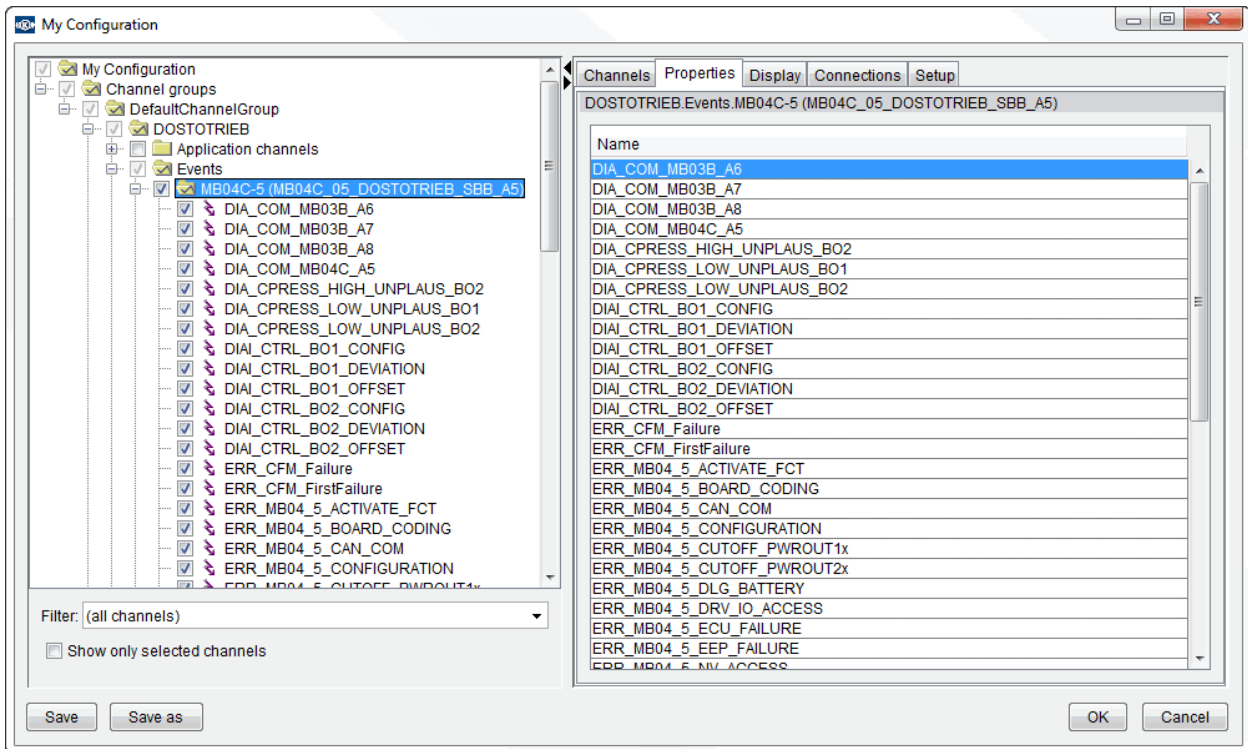 My Configuration
My Configuration
Channel groups
DefaultChannelGroup
DOSTOTRIEB
Application channels
Events
MB04C-5 (MB04C_05_DOSTOTRIEB_SBB_A5)
DIA_COM_MB03B_A6
DIA_COM_MB03B_A7
DIA_COM_MB03B_A8
DIA_COM_MB04C_A5
DIA_CPRESS_HIGH_UNPLAUS_BO2
DIA_CPRESS_LOW_UNPLAUS_BO1
DIA_CPRESS_LOW_UNPLAUS_BO2
DIAI_CTRL_BO1_CONFIG
DIAI_CTRL_BO1_DEVIATION
DIAI_CTRL_BO1_OFFSET
DIAI_CTRL_BO2_CONFIG
DIAI_CTRL_BO2_DEVIATION
DIAI_CTRL_BO2_OFFSET
ERR_CFM_Failure
ERR_CFM_FirstFailure
ERR_MB04_5_ACTIVATE_FCT
ERR_MB04_5_BOARD_CODING
ERR_MB04_5_CAN_COM
ERR_MB04_5_CONFIGURATION
ERR_MB04_5_CUTOFF_PWROUT1x
Filter: (all channels)
Show only selected channels
Channels Properties Display Connections Setup
DOSTOTRIEB.Events.MB04C-5 (MB04C_05_DOSTOTRIEB_SBB_A5)
Name
DIA_COM_MB03B_A6
DIA_COM_MB03B_A7
DIA_COM_MB03B_A8
DIA_COM_MB04C_A5
DIA_CPRESS_HIGH_UNPLAUS_BO2
DIA_CPRESS_LOW_UNPLAUS_BO1
DIA_CPRESS_LOW_UNPLAUS_BO2
DIAI_CTRL_BO1_CONFIG
DIAI_CTRL_BO1_DEVIATION
DIAI_CTRL_BO1_OFFSET
DIAI_CTRL_BO2_CONFIG
DIAI_CTRL_BO2_DEVIATION
DIAI_CTRL_BO2_OFFSET
ERR_CFM_Failure
ERR_CFM_FirstFailure
ERR_MB04_5_ACTIVATE_FCT
ERR_MB04_5_BOARD_CODING
ERR_MB04_5_CAN_COM
ERR_MB04_5_CONFIGURATION
ERR_MB04_5_CUTOFF_PWROUT1x
ERR_MB04_5_CUTOFF_PWROUT2x
ERR_MB04_5_DLG_BATTERY
ERR_MB04_5_DRV_IO_ACCESS
ERR_MB04_5_ECU_FAILURE
ERR_MB04_5_EEP_FAILURE
ERR_MB04_5_NV_ACCESS
Save Save as OK Cancel